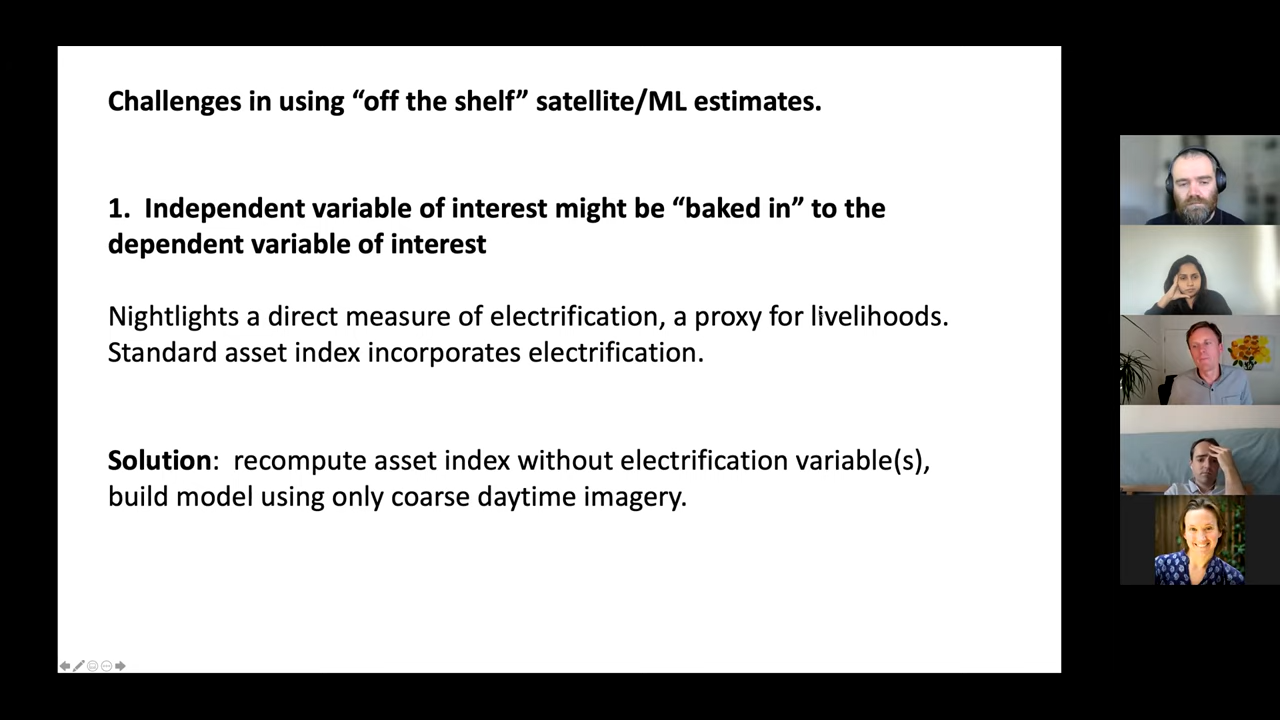 Challenges in using “off the shelf” satellite/ML estimates.
1. Independent variable of interest might be “baked in” to the
dependent variable of interest
Nightlights a direct measure of electrification, a proxy for livelihoods.
Standard asset index incorporates electrification.
Solution: recompute asset index without electrification variable(s),
build model using only coarse daytime imagery.